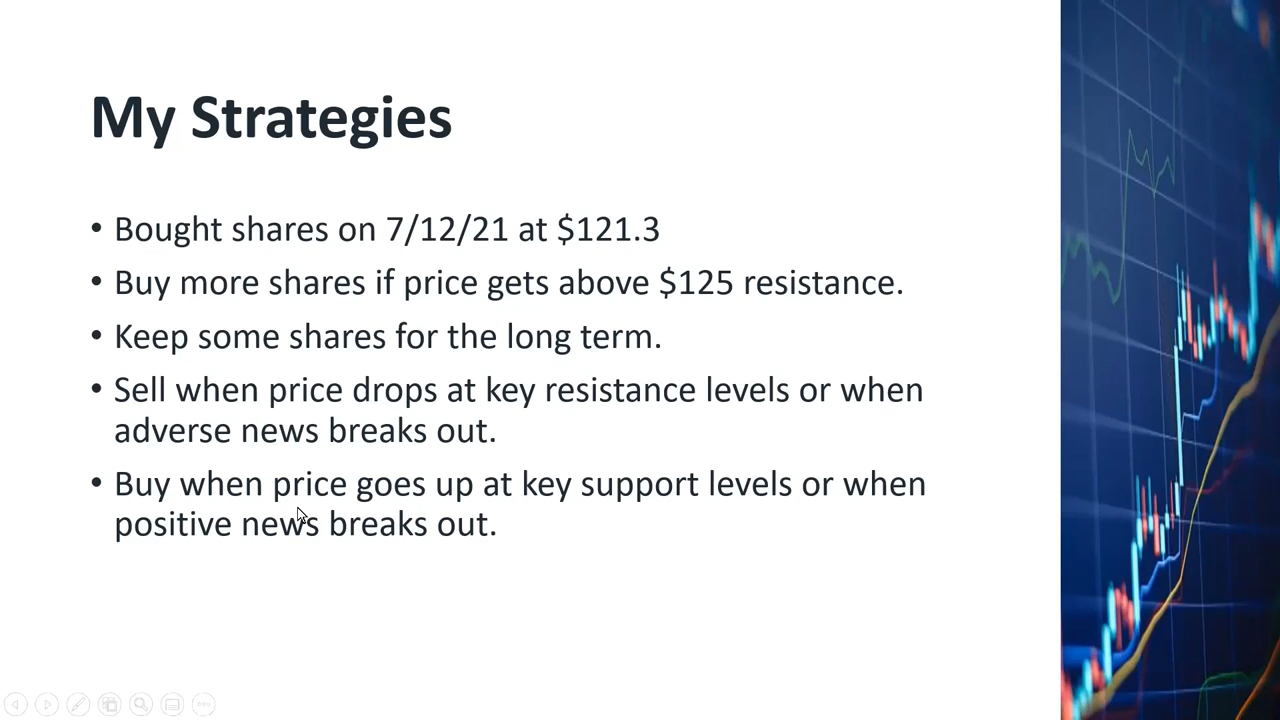 My Strategies
• Bought shares on 7/12/21 at $121.3
• Buy more shares if price gets above $125 resistance.
• Keep some shares for the long term.
• Sell when price drops at key resistance levels or when
adverse news breaks out.
• Buy when price goes up at key support levels or when
positive news breaks out.